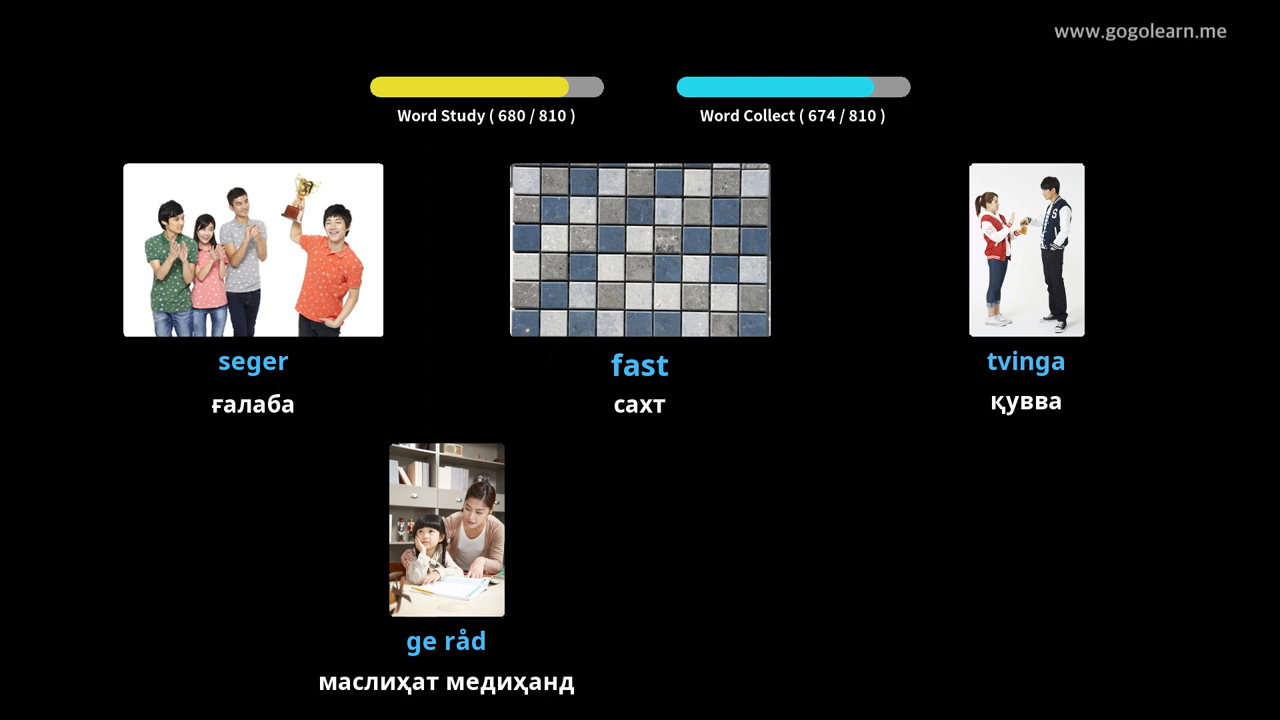 www.gogolearn.me
Word Study ( 680 / 810 )
Word Collect ( 674 / 810 )
seger
fast
tvinga
ғалаба
сахт
қувва
ge råd
маслиҳат медиҳанд